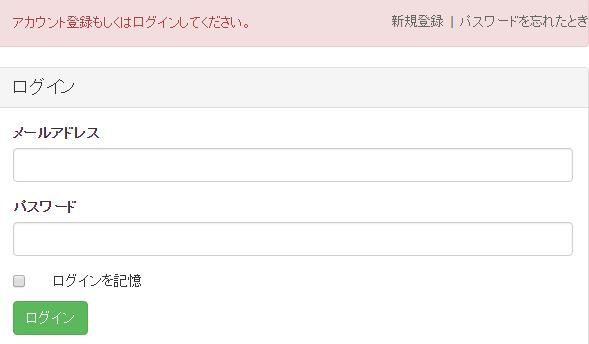 アカウント登録もしくはログインしてください。 新規登録 | パスワードを忘れたとき
ログイン
メールアドレス
パスワード
ログインを記憶
ログイン